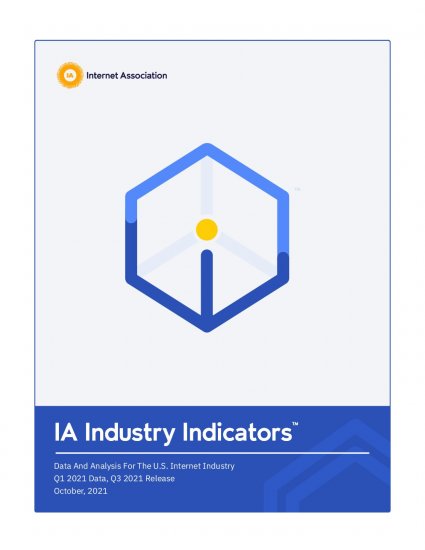 IA
Internet Association
TM
IA Industry Indicators™
Data And Analysis For The U.S. Internet Industry
Q1 2021 Data, Q3 2021 Release
October, 2021